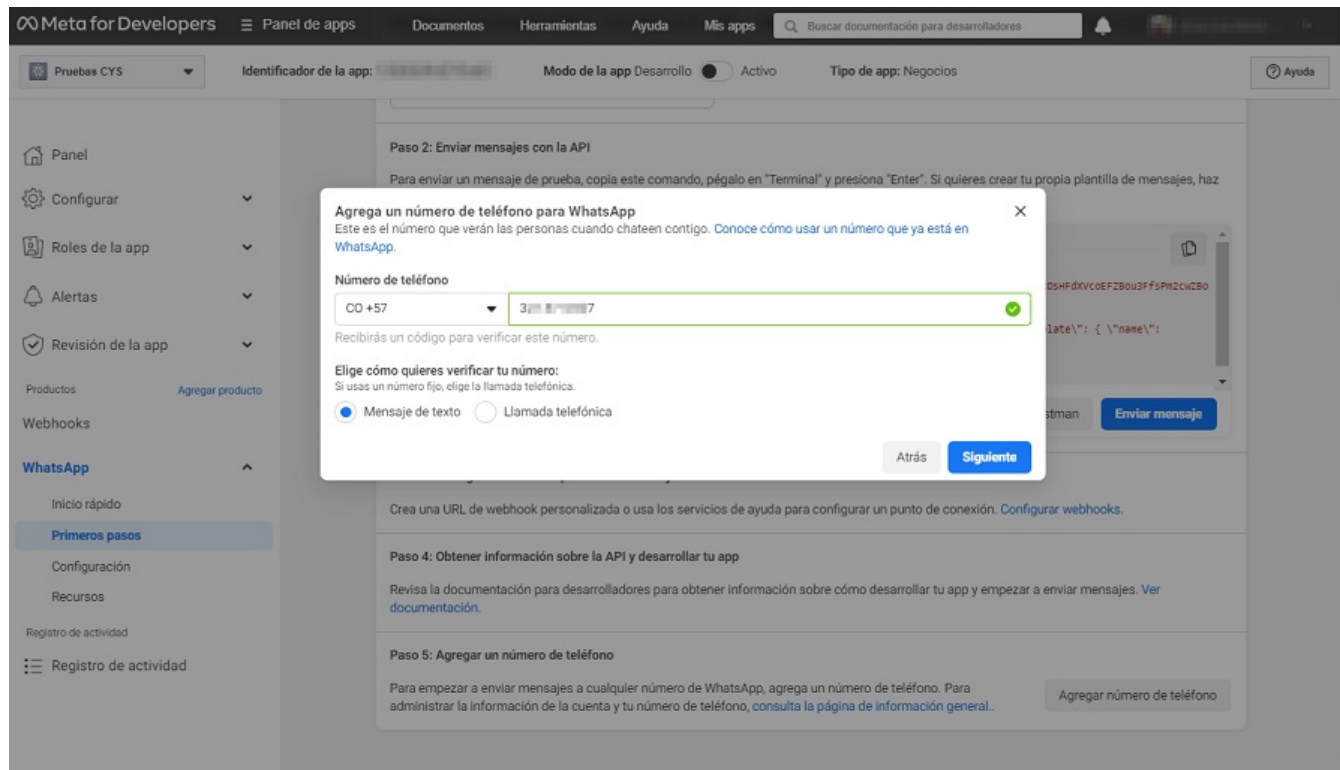 Meta for Developers
Panel de apps
Documentos
Herramientas
Ayuda
Mis apps
Buscar documentación para desarrolladores
Pruebas CYS
Identificador de la app:
Modo de la app Desarrollo
Activo
Tipo de app: Negocios
Ayuda
Panel
Configurar
Roles de la app
Alertas
Revisión de la app
Productos
Agregar producto
Webhooks
WhatsApp
Inicio rápido
Primeros pasos
Configuración
Recursos
Registro de actividad
Registro de actividad
Paso 2: Enviar mensajes con la API
Para enviar un mensaje de prueba, copia este comando, pégalo en "Terminal" y presiona "Enter". Si quieres crear tu propia plantilla de mensajes, haz
Agrega un número de teléfono para WhatsApp
Este es el número que verán las personas cuando chateen contigo. Conoce cómo usar un número que ya está en
WhatsApp.
Número de teléfono
CO +57
3
7
Recibirás un código para verificar este número.
Elige cómo quieres verificar tu número:
Si usas un número fijo, elige la llamada telefónica.
Mensaje de texto
Llamada telefónica
Atrás
Siguiente
late\": { \"name\":
stman
Enviar mensaje
Crea una URL de webhook personalizada o usa los servicios de ayuda para configurar un punto de conexión. Configurar webhooks.
Paso 4: Obtener información sobre la API y desarrollar tu app
Revisa la documentación para desarrolladores para obtener información sobre cómo desarrollar tu app y empezar a enviar mensajes. Ver
documentación.
Paso 5: Agregar un número de teléfono
Para empezar a enviar mensajes a cualquier número de WhatsApp, agrega un número de teléfono. Para
administrar la información de la cuenta y tu número de teléfono, consulta la página de información general..
Agregar número de teléfono